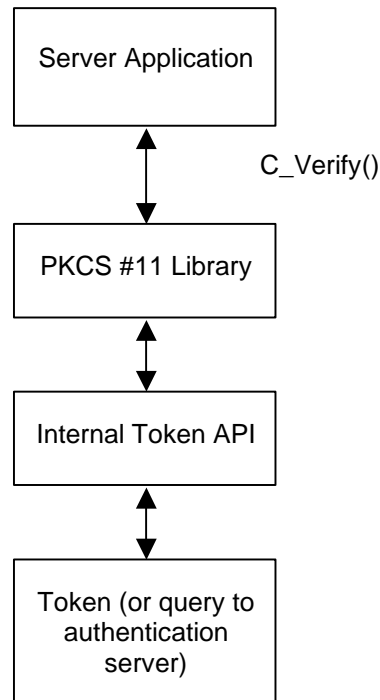 Server Application
C_Verify()
PKCS #11 Library
Internal Token API
Token (or query to
authentication
server)